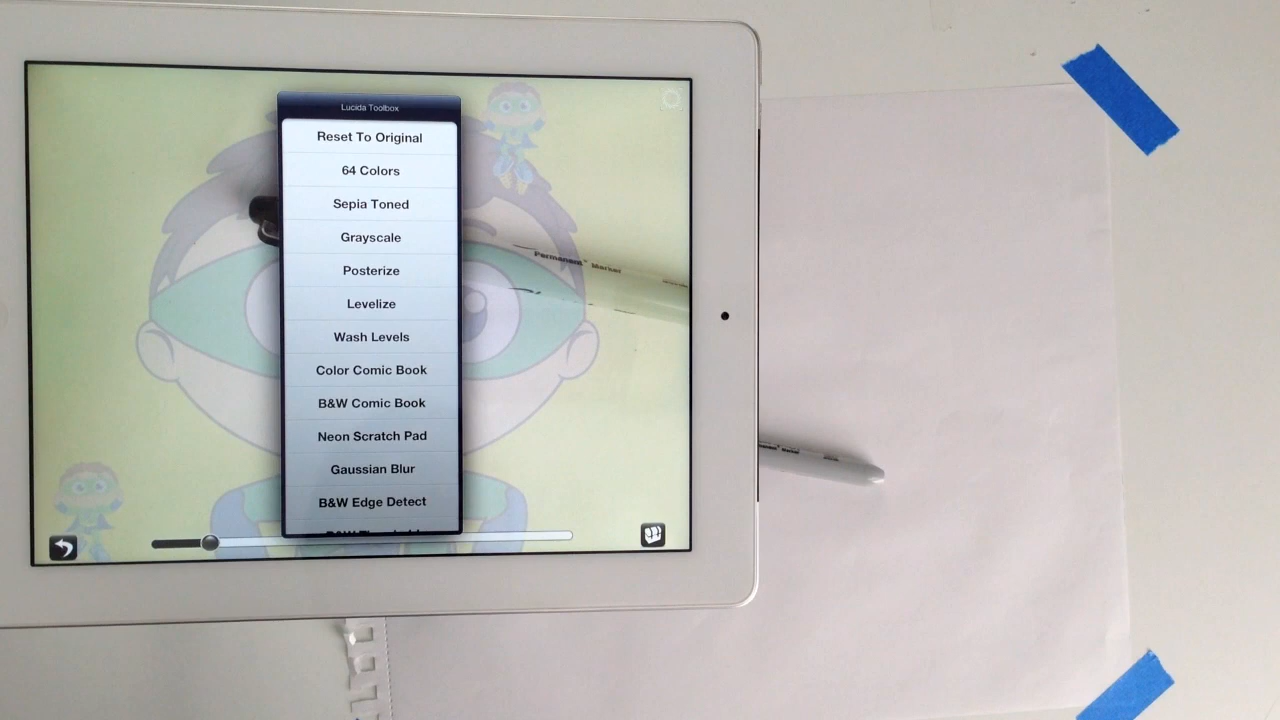 Lucida Toolbox
Reset To Original
64 Colors
Sepia Toned
Grayscale
Posterize
Levelize
Wash Levels
Color Comic Book
B&W Comic Book
Neon Scratch Pad
Gaussian Blur
B&W Edge Detect
Permanent Marker